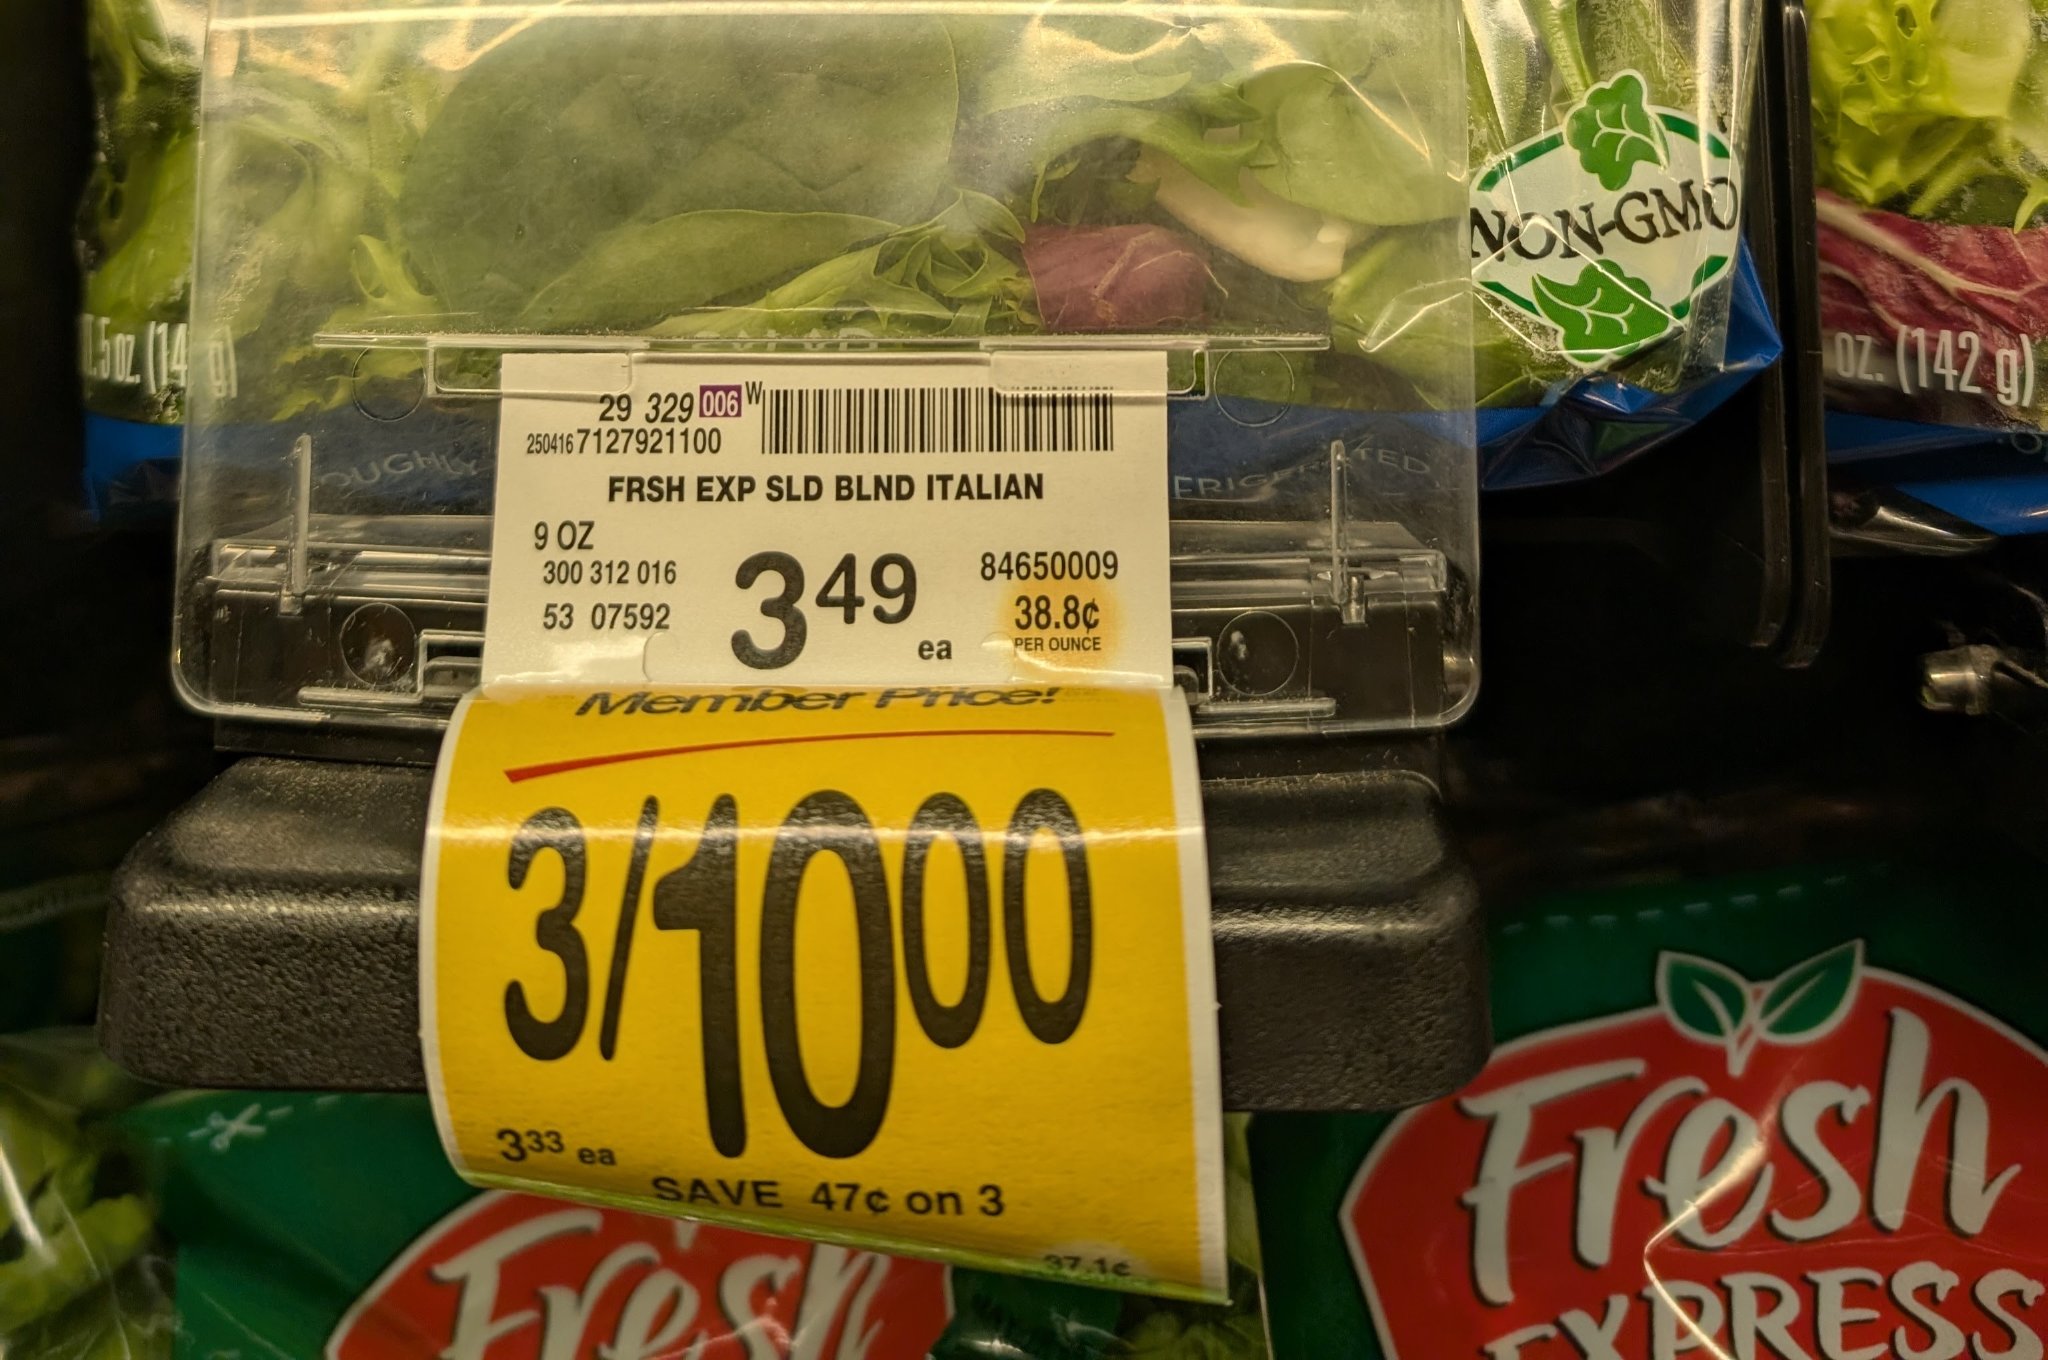 NON-GMO
oz. (142 g)
29 329 006 W
250416 7127921100
FRSH EXP SLD BLND ITALIAN
9 OZ
300 312 016
53 07592
3 49 ea
84650009
38.8¢
PER OUNCE
Member Price!
3/10 00
3 33 ea
SAVE 47¢ on 3
37.1¢
Fresh
EXPRESS
Fresh